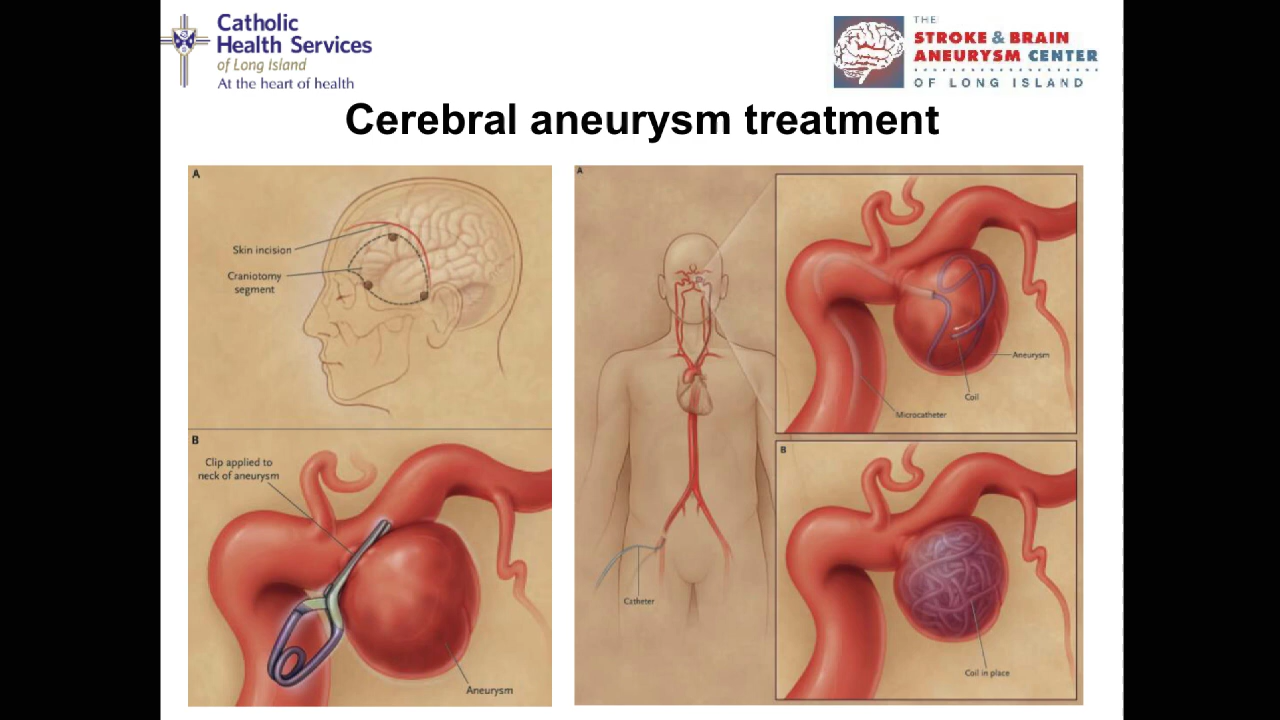 Catholic
Health Services
of Long Island
At the heart of health
THE
STROKE & BRAIN
ANEURYSM CENTER
OF LONG ISLAND
Cerebral aneurysm treatment
A
Skin incision
Craniotomy
segment
B
Clip applied to
neck of aneurysm
Aneurysm
A
Catheter
Aneurysm
Coil
Microcatheter
B
Coil in place